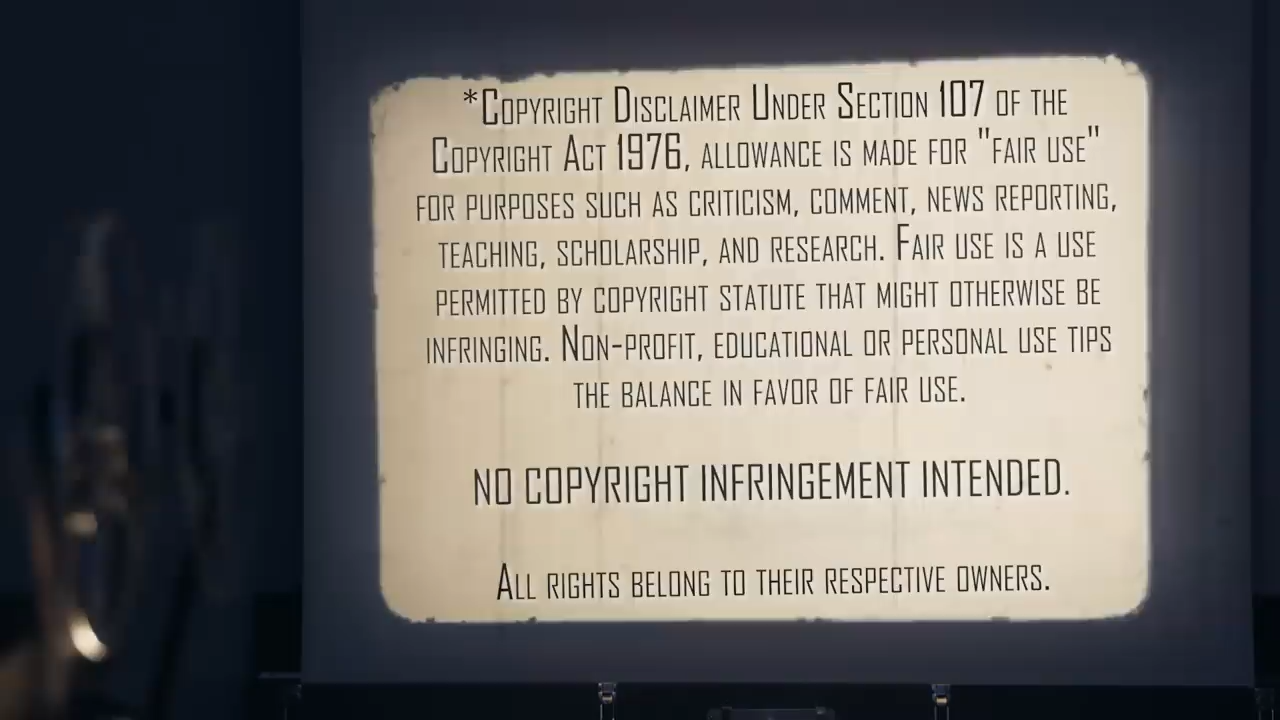 *Copyright Disclaimer Under Section 107 of the
Copyright Act 1976, allowance is made for "fair use"
for purposes such as criticism, comment, news reporting,
teaching, scholarship, and research. Fair use is a use
permitted by copyright statute that might otherwise be
infringing. Non-profit, educational or personal use tips
the balance in favor of fair use.
NO COPYRIGHT INFRINGEMENT INTENDED.
All rights belong to their respective owners.